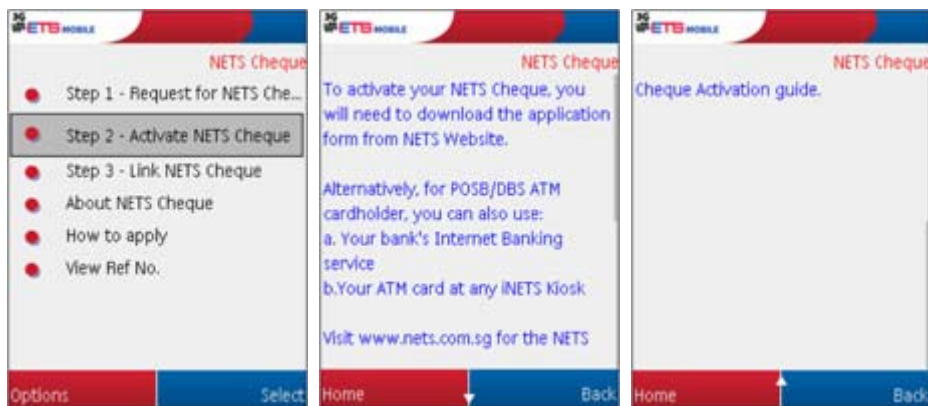 ETS MOBILE
NETS Cheque
Step 1 - Request for NETS Che...
Step 2 - Activate NETS Cheque
Step 3 - Link NETS Cheque
About NETS Cheque
How to apply
View Ref No.
Options Select
ETS MOBILE
NETS Cheque
To activate your NETS Cheque, you
will need to download the application
form from NETS Website.
Alternatively, for POSB/DBS ATM
cardholder, you can also use:
a. Your bank's Internet Banking
service
b.Your ATM card at any iNETS Kiosk
Visit www.nets.com.sg for the NETS
Home Back
ETS MOBILE
NETS Cheque
Cheque Activation guide.
Home Back